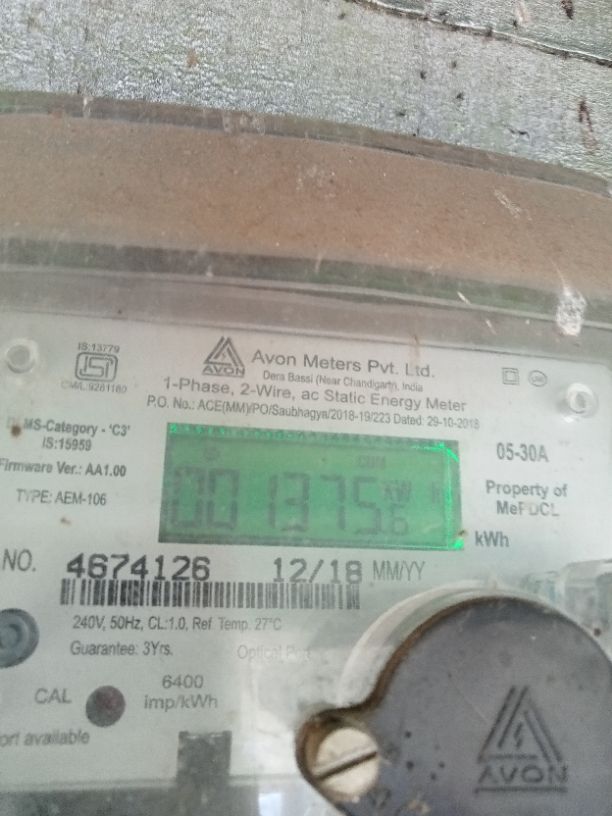 IS:13779
ISI
CM/L:9261160
AVON
Avon Meters Pvt. Ltd.
Dera Bassi (Near Chandigarh), India
1-Phase, 2-Wire, ac Static Energy Meter
P.O. No.: ACE(MM)/PO/Saubhagya/2018-19/223 Dated: 29-10-2018
MS-Category - 'C3'
IS:15959
Firmware Ver.: AA1.00
TYPE: AEM-106
CUM
001375.6 kW h
05-30A
Property of
MePDCL
kWh
NO. 4674126 12/18 MM/YY
240V, 50Hz, CL:1.0, Ref. Temp. 27°C
Guarantee: 3Yrs. Optical Port
CAL 6400
imp/kWh
ort available
AVON